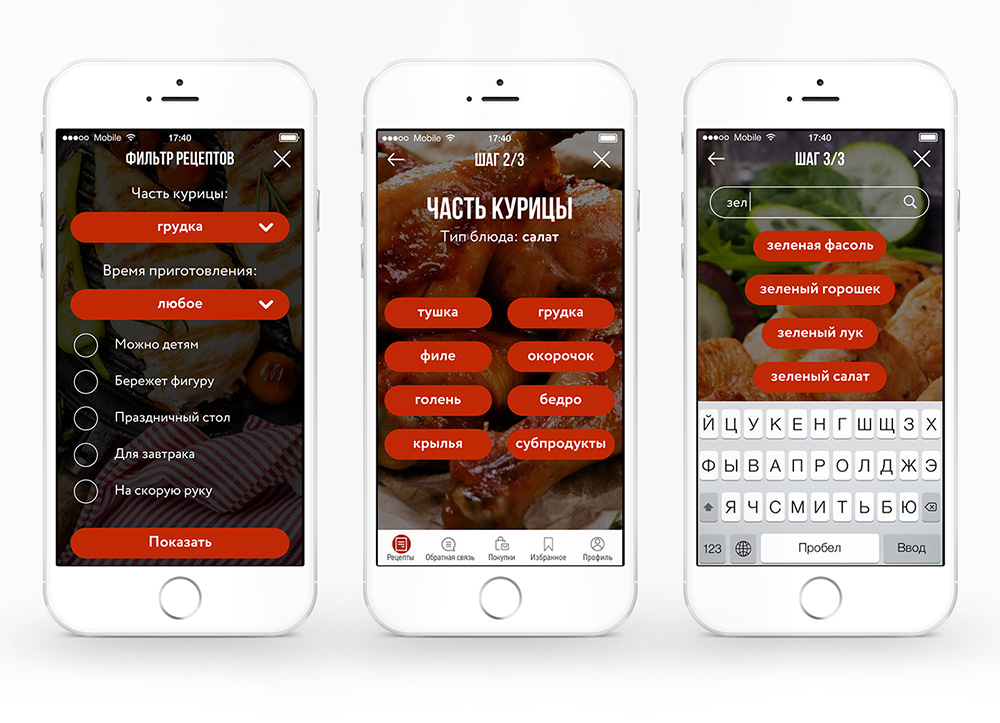 Mobile 17:40
ФИЛЬТР РЕЦЕПТОВ
Часть курицы:
грудка
Время приготовления:
любое
Можно детям
Бережет фигуру
Праздничный стол
Для завтрака
На скорую руку
Показать
Mobile 17:40
ШАГ 2/3
ЧАСТЬ КУРИЦЫ
Тип блюда: салат
тушка грудка
филе окорочок
голень бедро
крылья субпродукты
Рецепты Обратная связь Покупки Избранное Профиль
Mobile 17:40
ШАГ 3/3
зел
зеленая фасоль
зеленый горошек
зеленый лук
зеленый салат
Й Ц У К Е Н Г Ш Щ З Х
Ф Ы В А П Р О Л Д Ж Э
Я Ч С М И Т Ь Б Ю
123 Пробел Ввод